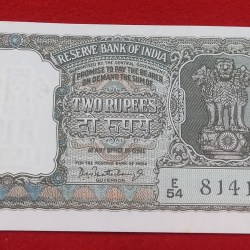 RESERVE BANK OF INDIA
GUARANTEED BY THE CENTRAL GOVERNMENT
I PROMISE TO PAY THE BEARER
ON DEMAND THE SUM OF
TWO RUPEES
दो रुपया
AT ANY OFFICE OF ISSUE
FOR THE RESERVE BANK OF INDIA
GOVERNOR
E/54 8141